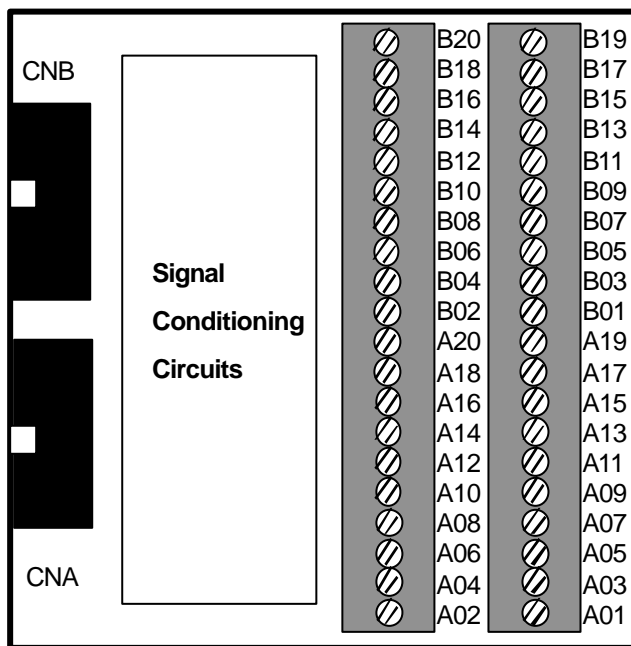 CNB
Signal
Conditioning
Circuits
CNA
B20 B19
B18 B17
B16 B15
B14 B13
B12 B11
B10 B09
B08 B07
B06 B05
B04 B03
B02 B01
A20 A19
A18 A17
A16 A15
A14 A13
A12 A11
A10 A09
A08 A07
A06 A05
A04 A03
A02 A01